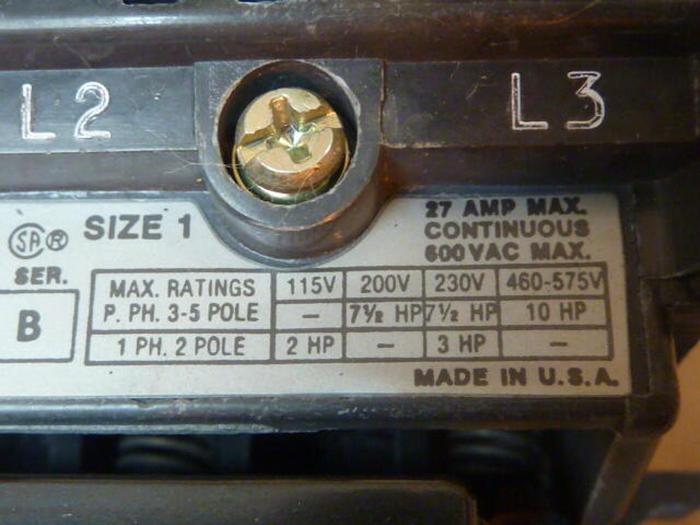 L2 L3
SA ® SIZE 1
27 AMP MAX.
CONTINUOUS
600 VAC MAX.
SER.
B
MAX. RATINGS 115V 200V 230V 460-575V
P. PH. 3-5 POLE — 7½ HP 7½ HP 10 HP
1 PH. 2 POLE 2 HP — 3 HP —
MADE IN U.S.A.